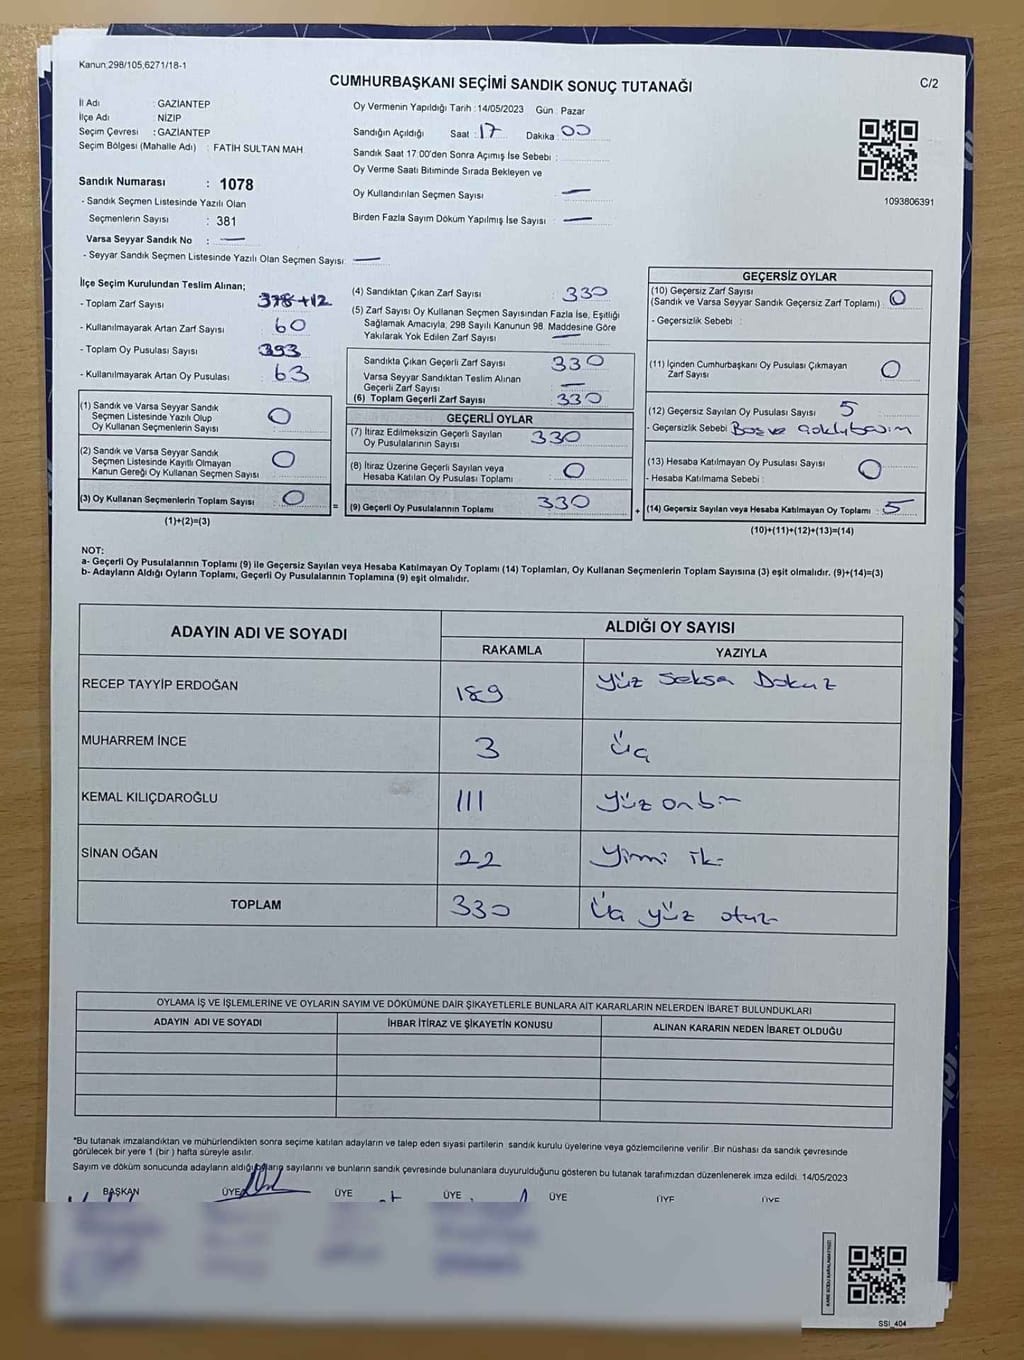 Kanun.298/105,6271/18-1
CUMHURBAŞKANI SEÇİMİ SANDIK SONUÇ TUTANAĞI
C/2
İl Adı : GAZİANTEP
İlçe Adı : NİZİP
Seçim Çevresi : GAZİANTEP
Seçim Bölgesi (Mahalle Adı) : FATİH SULTAN MAH.
Oy Vermenin Yapıldığı Tarih : 14/05/2023 Gün : Pazar
Sandığın Açıldığı Saat : 17 Dakika : 00
Sandık Saat 17:00'den Sonra Açımış İse Sebebi :
Oy Verme Saati Bitiminde Sırada Bekleyen ve
Oy Kullandırılan Seçmen Sayısı —
Birden Fazla Sayım Döküm Yapılmış İse Sayısı —
1093806391
Sandık Numarası : 1078
- Sandık Seçmen Listesinde Yazılı Olan
Seçmenlerin Sayısı : 381
Varsa Seyyar Sandık No : —
- Seyyar Sandık Seçmen Listesinde Yazılı Olan Seçmen Sayısı: —
İlçe Seçim Kurulundan Teslim Alınan;
- Toplam Zarf Sayısı 378+12
- Kullanılmayarak Artan Zarf Sayısı 60
- Toplam Oy Pusulası Sayısı 393
- Kullanılmayarak Artan Oy Pusulası 63
(1) Sandık ve Varsa Seyyar Sandık
Seçmen Listesinde Yazılı Olup
Oy Kullanan Seçmenlerin Sayısı 0
(2) Sandık ve Varsa Seyyar Sandık
Seçmen Listesinde Kayıtlı Olmayan
Kanun Gereği Oy Kullanan Seçmen Sayısı 0
(3) Oy Kullanan Seçmenlerin Toplam Sayısı : 0
(1)+(2)=(3)
(4) Sandıktan Çıkan Zarf Sayısı : 330
(5) Zarf Sayısı Oy Kullanan Seçmen Sayısından Fazla İse, Eşitliği
Sağlamak Amacıyla, 298 Sayılı Kanunun 98. Maddesine Göre
Yakılarak Yok Edilen Zarf Sayısı —
Sandıkta Çıkan Geçerli Zarf Sayısı : 330
Varsa Seyyar Sandıktan Teslim Alınan
Geçerli Zarf Sayısı —
(6) Toplam Geçerli Zarf Sayısı : 330
GEÇERLİ OYLAR
(7) İtiraz Edilmeksizin Geçerli Sayılan
Oy Pusulalarının Sayısı 330
(8) İtiraz Üzerine Geçerli Sayılan veya
Hesaba Katılan Oy Pusulası Toplamı 0
= (9) Geçerli Oy Pusulalarının Toplamı 330
GEÇERSİZ OYLAR
(10) Geçersiz Zarf Sayısı
(Sandık ve Varsa Seyyar Sandık Geçersiz Zarf Toplamı) : 0
- Geçersizlik Sebebi :
(11) İçinden Cumhurbaşkanı Oy Pusulası Çıkmayan
Zarf Sayısı 0
(12) Geçersiz Sayılan Oy Pusulası Sayısı : 5
- Geçersizlik Sebebi Boş ve
(13) Hesaba Katılmayan Oy Pusulası Sayısı 0
- Hesaba Katılmama Sebebi :
+ (14) Geçersiz Sayılan veya Hesaba Katılmayan Oy Toplamı : 5
(10)+(11)+(12)+(13)=(14)
NOT:
a- Geçerli Oy Pusulalarının Toplamı (9) ile Geçersiz Sayılan veya Hesaba Katılmayan Oy Toplamı (14) Toplamları, Oy Kullanan Seçmenlerin Toplam Sayısına (3) eşit olmalıdır. (9)+(14)=(3)
b- Adayların Aldığı Oyların Toplamı, Geçerli Oy Pusulalarının Toplamına (9) eşit olmalıdır.
ADAYIN ADI VE SOYADI
ALDIĞI OY SAYISI
RAKAMLA YAZIYLA
RECEP TAYYİP ERDOĞAN 189 Yüz Seksa Dokuz
MUHARREM İNCE 3 Üç
KEMAL KILIÇDAROĞLU 111 Yüz onbir
SİNAN OĞAN 22 Yirmi iki
TOPLAM 330 Üç yüz otuz
OYLAMA İŞ VE İŞLEMLERİNE VE OYLARIN SAYIM VE DÖKÜMÜNE DAİR ŞİKAYETLERLE BUNLARA AİT KARARLARIN NELERDEN İBARET BULUNDUKLARI
ADAYIN ADI VE SOYADI İHBAR İTİRAZ VE ŞİKAYETİN KONUSU ALINAN KARARIN NEDEN İBARET OLDUĞU
*Bu tutanak imzalandıktan ve mühürlendikten sonra seçime katılan adayların ve talep eden siyasi partilerin sandık kurulu üyelerine veya gözlemcilerine verilir .Bir nüshası da sandık çevresinde
görülecek bir yere 1 (bir ) hafta süreyle asılır.
Sayım ve döküm sonucunda adayların aldığı oyların sayılarını ve bunların sandık çevresinde bulunanlara duyurulduğunu gösteren bu tutanak tarafımızdan düzenlenerek imza edildi. 14/05/2023
BAŞKAN ÜYE ÜYE ÜYE ÜYE ÜYE ÜYE
SSI_404